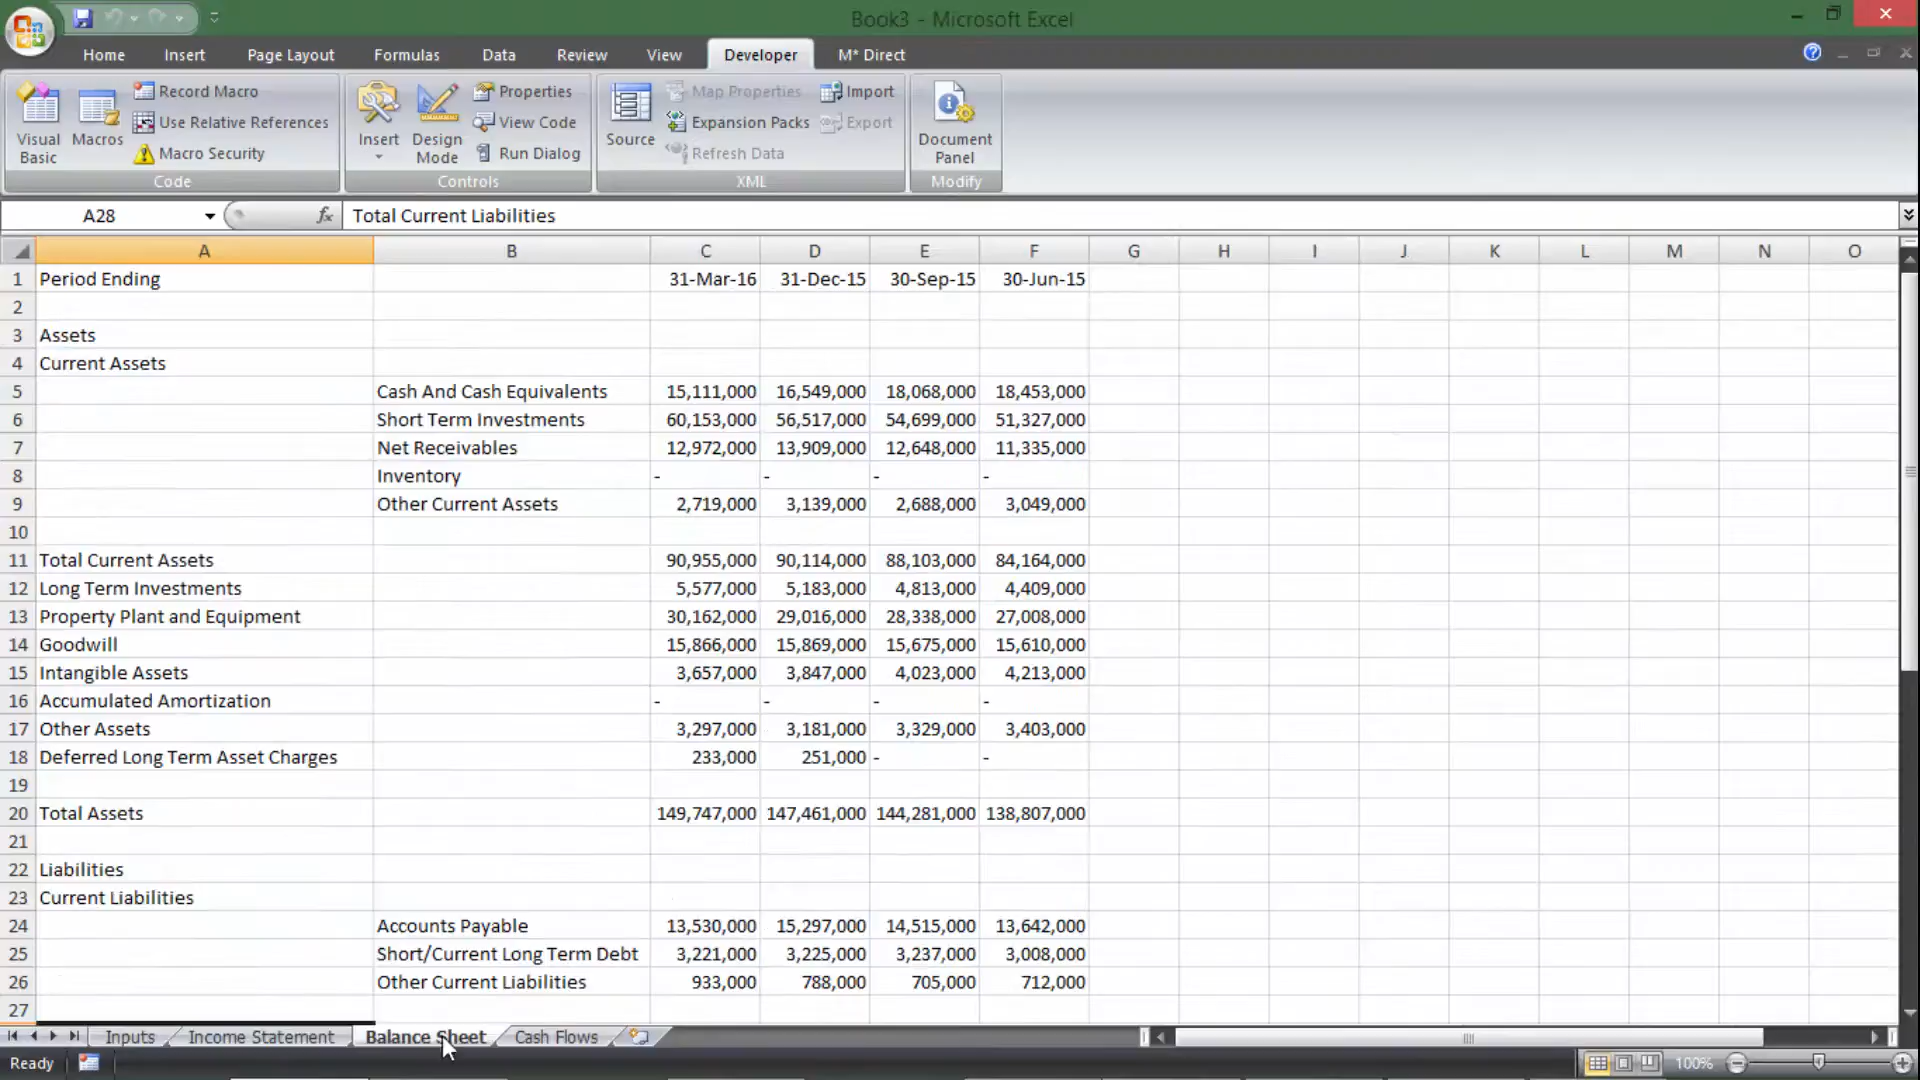 Book3 - Microsoft Excel
Home Insert Page Layout Formulas Data Review View Developer M* Direct
Visual Basic
Macros
Record Macro
Use Relative References
Macro Security
Code
Insert
Design Mode
Properties
View Code
Run Dialog
Controls
Source
Map Properties
Expansion Packs
Refresh Data
Import
Export
XML
Document Panel
Modify
A28 fx Total Current Liabilities
A B C D E F G H I J K L M N O
1 Period Ending 31-Mar-16 31-Dec-15 30-Sep-15 30-Jun-15
2
3 Assets
4 Current Assets
5 Cash And Cash Equivalents 15,111,000 16,549,000 18,068,000 18,453,000
6 Short Term Investments 60,153,000 56,517,000 54,699,000 51,327,000
7 Net Receivables 12,972,000 13,909,000 12,648,000 11,335,000
8 Inventory - - - -
9 Other Current Assets 2,719,000 3,139,000 2,688,000 3,049,000
10
11 Total Current Assets 90,955,000 90,114,000 88,103,000 84,164,000
12 Long Term Investments 5,577,000 5,183,000 4,813,000 4,409,000
13 Property Plant and Equipment 30,162,000 29,016,000 28,338,000 27,008,000
14 Goodwill 15,866,000 15,869,000 15,675,000 15,610,000
15 Intangible Assets 3,657,000 3,847,000 4,023,000 4,213,000
16 Accumulated Amortization - - - -
17 Other Assets 3,297,000 3,181,000 3,329,000 3,403,000
18 Deferred Long Term Asset Charges 233,000 251,000 - -
19
20 Total Assets 149,747,000 147,461,000 144,281,000 138,807,000
21
22 Liabilities
23 Current Liabilities
24 Accounts Payable 13,530,000 15,297,000 14,515,000 13,642,000
25 Short/Current Long Term Debt 3,221,000 3,225,000 3,237,000 3,008,000
26 Other Current Liabilities 933,000 788,000 705,000 712,000
27
Inputs Income Statement Balance Sheet Cash Flows
Ready 100%